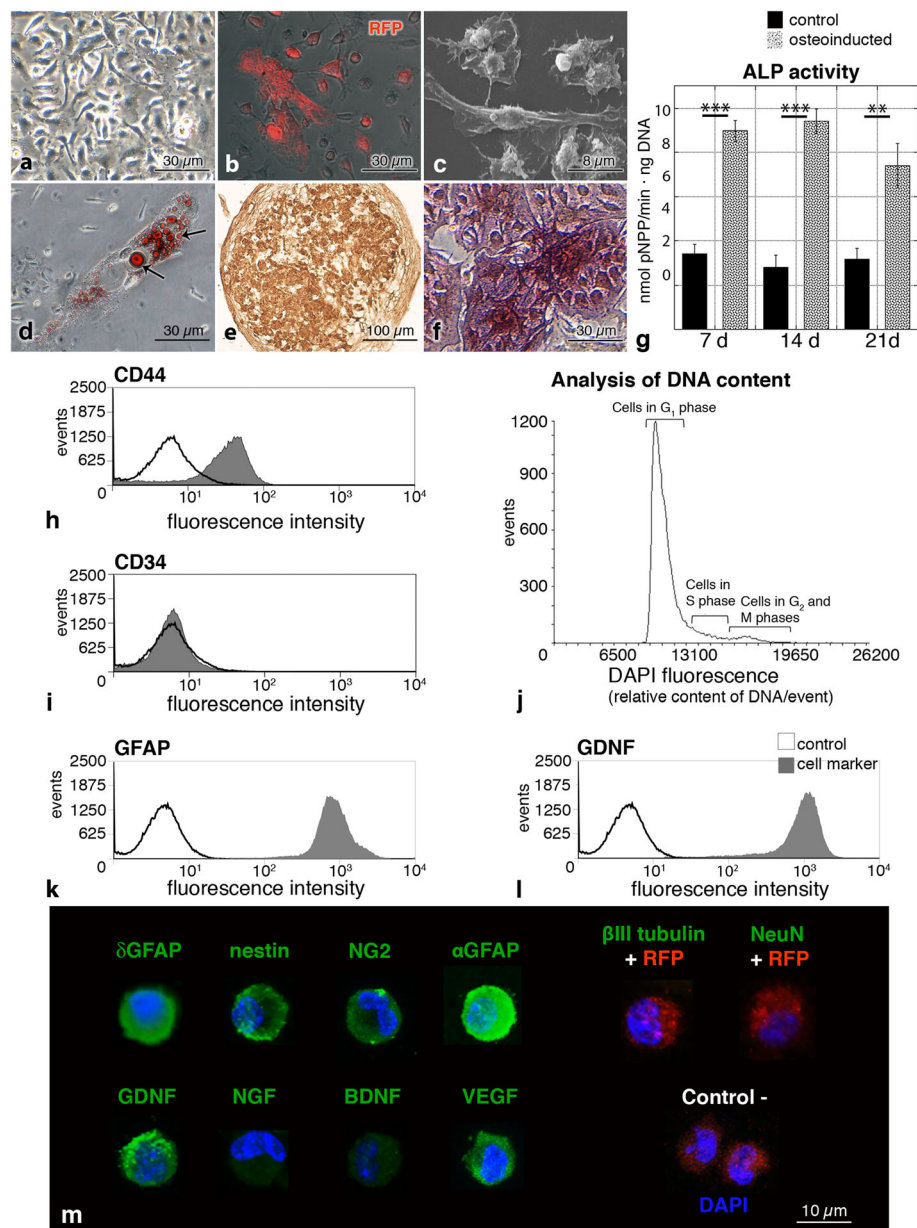 control
osteoinducted
RFP
a
30 µm
b
30 µm
c
8 µm
d
30 µm
e
100 µm
f
30 µm
ALP activity
nmol pNPP/min · ng DNA
10
8
6
2
0
***
***
**
g
7 d
14 d
21d
CD44
events
2500
1875
1250
625
0
10¹
10²
10³
10⁴
fluorescence intensity
h
CD34
events
2500
1875
1250
625
0
10¹
10²
10³
10⁴
fluorescence intensity
i
Analysis of DNA content
Cells in G₁ phase
events
1200
900
600
300
0
Cells in
S phase
Cells in G₂ and
M phases
0
6500
13100
19650
26200
DAPI fluorescence
(relative content of DNA/event)
j
GFAP
events
2500
1875
1250
625
0
10¹
10²
10³
10⁴
fluorescence intensity
k
GDNF
control
cell marker
events
2500
1875
1250
625
0
10¹
10²
10³
10⁴
fluorescence intensity
l
δGFAP
nestin
NG2
αGFAP
βIII tubulin
+ RFP
NeuN
+ RFP
GDNF
NGF
BDNF
VEGF
Control -
DAPI
10 µm
m